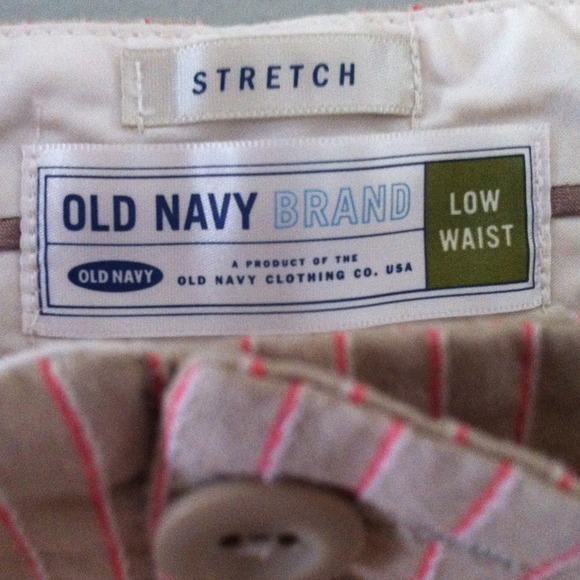 STRETCH
OLD NAVY BRAND
LOW
WAIST
OLD NAVY
A PRODUCT OF THE
OLD NAVY CLOTHING CO. USA